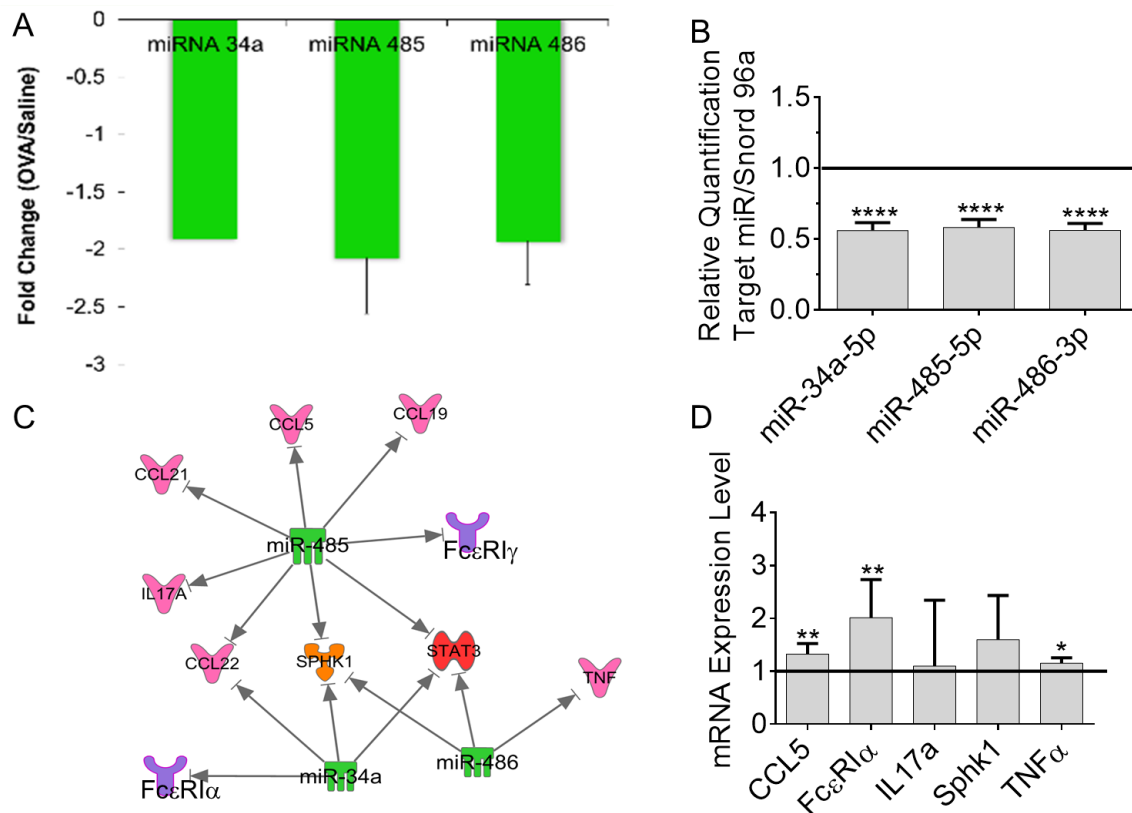 A
0
miRNA 34a
miRNA 485
miRNA 486
-0.5
-1
-1.5
-2
-2.5
-3
Fold Change (OVA/Saline)
B
Relative Quantification
Target miR/Snord 96a
1.5
1.0
0.5
0.0
****
****
****
miR-34a-5p
miR-485-5p
miR-486-3p
C
CCL5
CCL19
CCL21
miR-485
FcεRIγ
IL17A
CCL22
SPHK1
STAT3
TNF
miR-34a
miR-486
FcεRIα
D
mRNA Expression Level
4
3
2
1
2
**
**
*
CCL5
FcεRIα
IL17a
Sphk1
TNFα